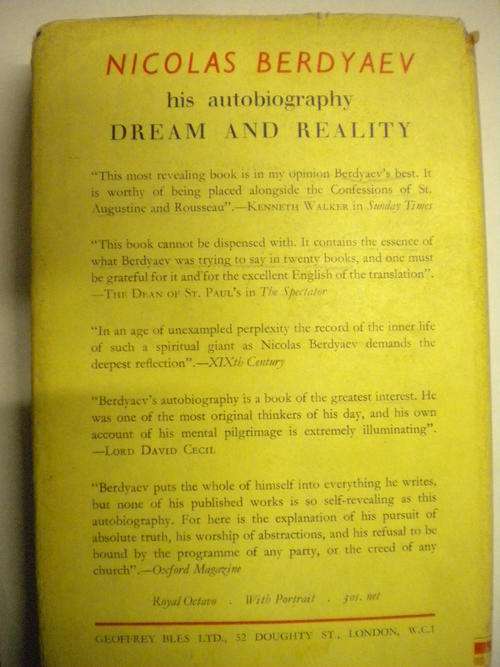 NICOLAS BERDYAEV
his autobiography
DREAM AND REALITY
"This most revealing book is in my opinion Berdyaev's best. It
is worthy of being placed alongside the Confessions of St.
Augustine and Rousseau".—KENNETH WALKER in Sunday Times
"This book cannot be dispensed with. It contains the essence of
what Berdyaev was trying to say in twenty books, and one must
be grateful for it and for the excellent English of the translation".
—THE DEAN OF ST. PAUL'S in The Spectator
"In an age of unexampled perplexity the record of the inner life
of such a spiritual giant as Nicolas Berdyaev demands the
deepest reflection".—XIXth Century
"Berdyaev's autobiography is a book of the greatest interest. He
was one of the most original thinkers of his day, and his own
account of his mental pilgrimage is extremely illuminating".
—LORD DAVID CECIL
"Berdyaev puts the whole of himself into everything he writes,
but none of his published works is so self-revealing as this
autobiography. For here is the explanation of his pursuit of
absolute truth, his worship of abstractions, and his refusal to be
bound by the programme of any party, or the creed of any
church".—Oxford Magazine
Royal Octavo . With Portrait . 30s. net
GEOFFREY BLES LTD., 52 DOUGHTY ST., LONDON, W.C.1